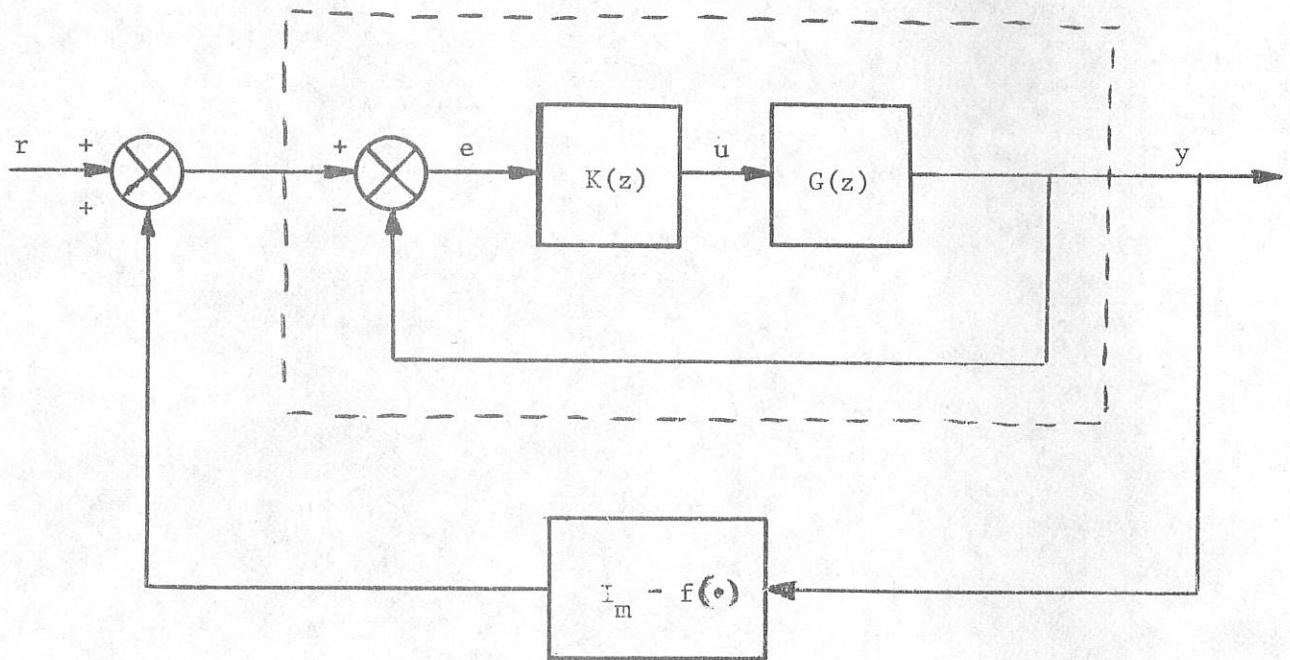 r
+
+
+
-
e
K(z)
u
G(z)
y
I_m - f(•)